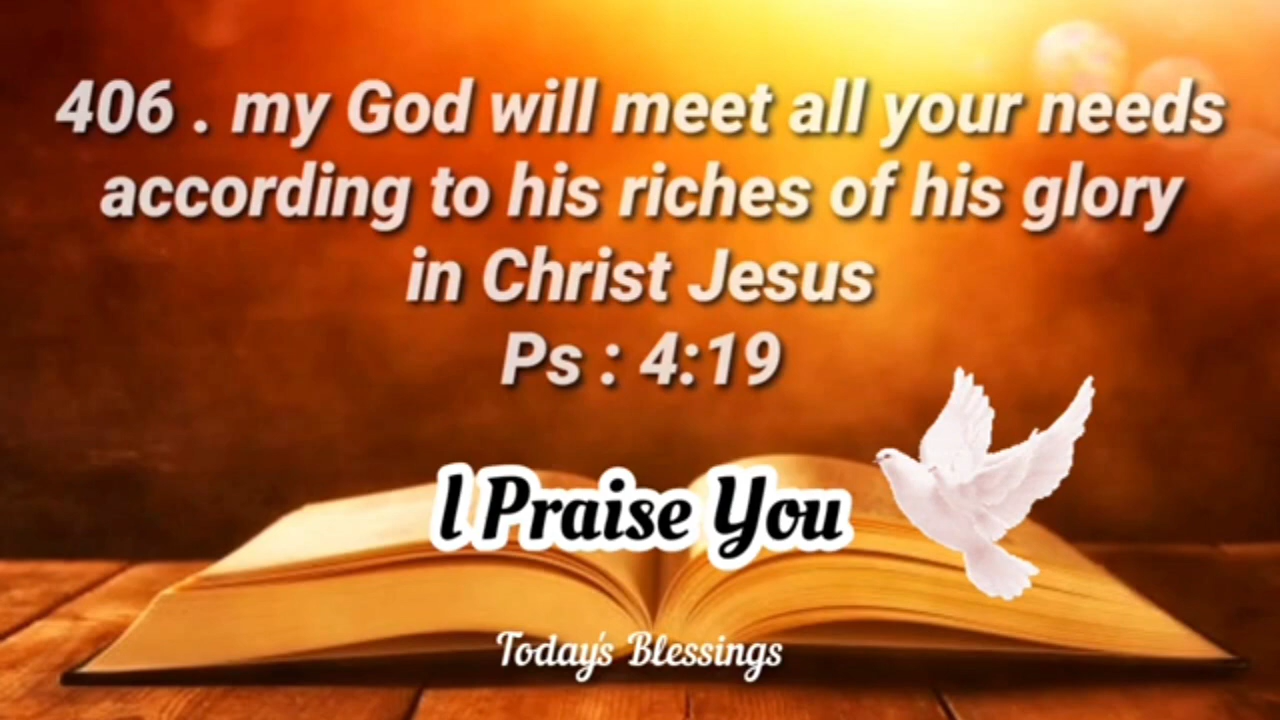 406 . my God will meet all your needs
according to his riches of his glory
in Christ Jesus
Ps : 4:19
I Praise You
Today's Blessings